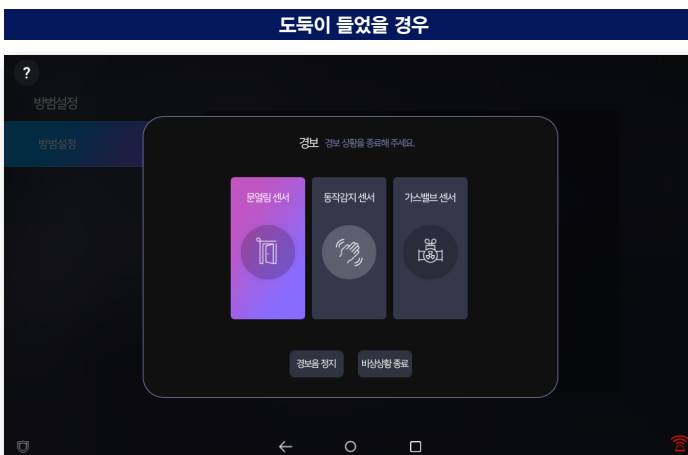 도둑이 들었을 경우
?
방범설정
방범설정
경보 경보 상황을 종료해 주세요.
문열림 센서 동작감지 센서 가스밸브 센서
경보음 정지 비상상황 종료